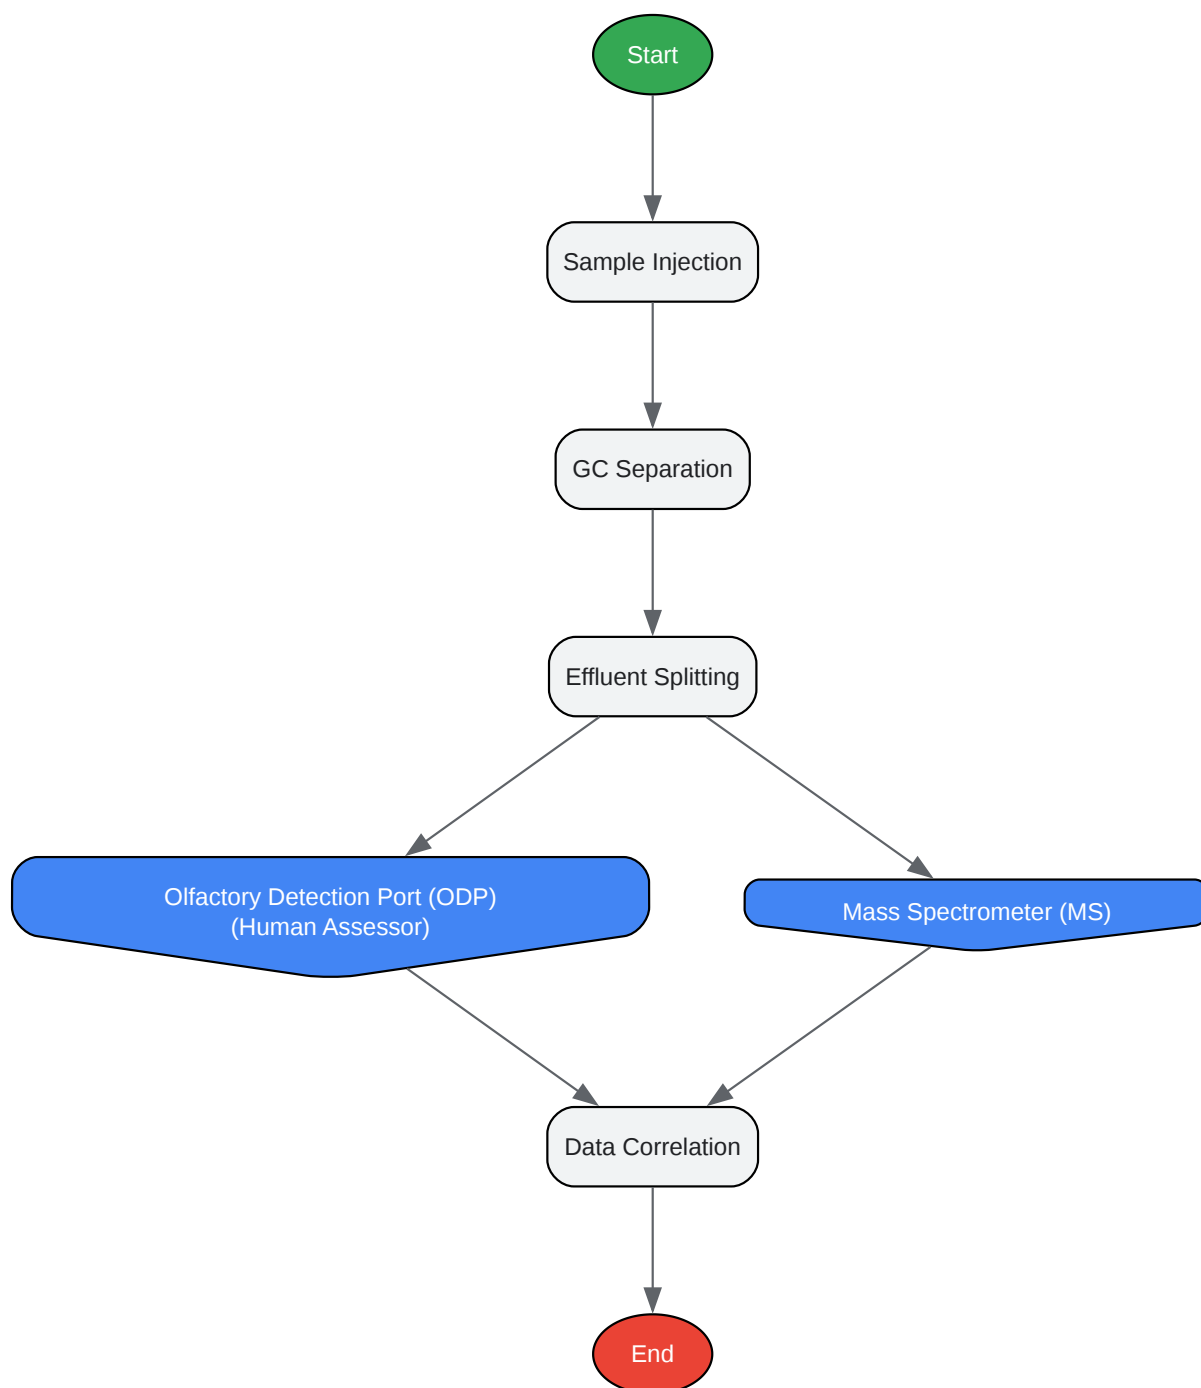 Start
Sample Injection
GC Separation
Effluent Splitting
Olfactory Detection Port (ODP)
(Human Assessor)
Mass Spectrometer (MS)
Data Correlation
End